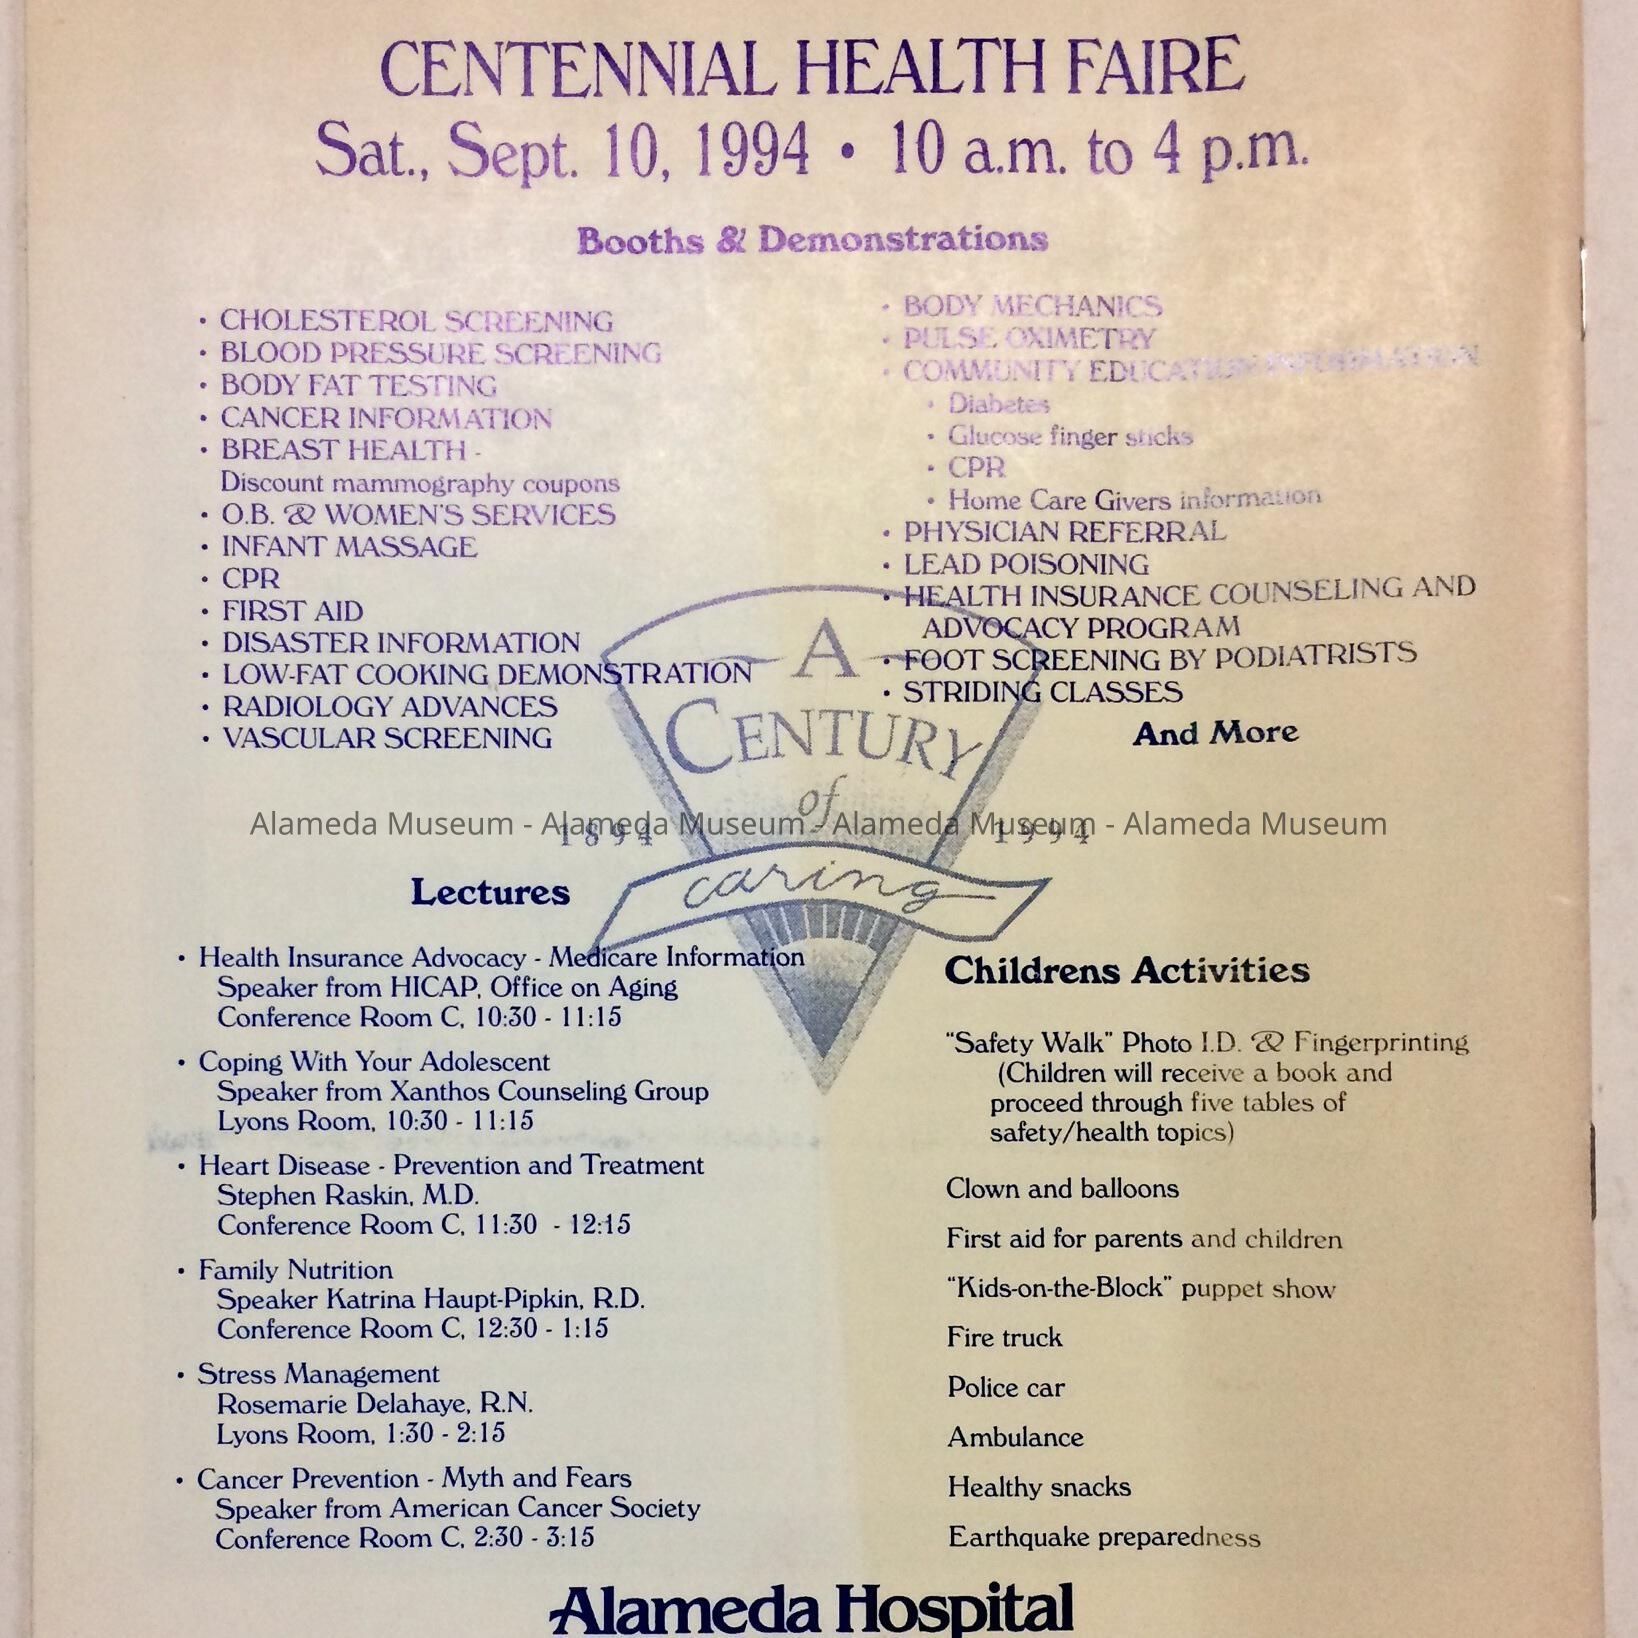 CENTENNIAL HEALTH FAIRE
Sat., Sept. 10, 1994 • 10 a.m. to 4 p.m.
Booths & Demonstrations
• CHOLESTEROL SCREENING
• BLOOD PRESSURE SCREENING
• BODY FAT TESTING
• CANCER INFORMATION
• BREAST HEALTH -
Discount mammography coupons
• O.B. & WOMEN'S SERVICES
• INFANT MASSAGE
• CPR
• FIRST AID
• DISASTER INFORMATION
• LOW-FAT COOKING DEMONSTRATION
• RADIOLOGY ADVANCES
• VASCULAR SCREENING
• BODY MECHANICS
• PULSE OXIMETRY
• COMMUNITY EDUCATION INFORMATION
• Diabetes
• Glucose finger sticks
• CPR
• Home Care Givers information
• PHYSICIAN REFERRAL
• LEAD POISONING
• HEALTH INSURANCE COUNSELING AND
ADVOCACY PROGRAM
• FOOT SCREENING BY PODIATRISTS
• STRIDING CLASSES
And More
A
CENTURY
of
1894 1994
caring
Alameda Museum - Alameda Museum - Alameda Museum - Alameda Museum
Lectures
• Health Insurance Advocacy - Medicare Information
Speaker from HICAP, Office on Aging
Conference Room C, 10:30 - 11:15
• Coping With Your Adolescent
Speaker from Xanthos Counseling Group
Lyons Room, 10:30 - 11:15
• Heart Disease - Prevention and Treatment
Stephen Raskin, M.D.
Conference Room C, 11:30 - 12:15
• Family Nutrition
Speaker Katrina Haupt-Pipkin, R.D.
Conference Room C, 12:30 - 1:15
• Stress Management
Rosemarie Delahaye, R.N.
Lyons Room, 1:30 - 2:15
• Cancer Prevention - Myth and Fears
Speaker from American Cancer Society
Conference Room C, 2:30 - 3:15
Childrens Activities
“Safety Walk” Photo I.D. & Fingerprinting
(Children will receive a book and
proceed through five tables of
safety/health topics)
Clown and balloons
First aid for parents and children
“Kids-on-the-Block” puppet show
Fire truck
Police car
Ambulance
Healthy snacks
Earthquake preparedness
Alameda Hospital